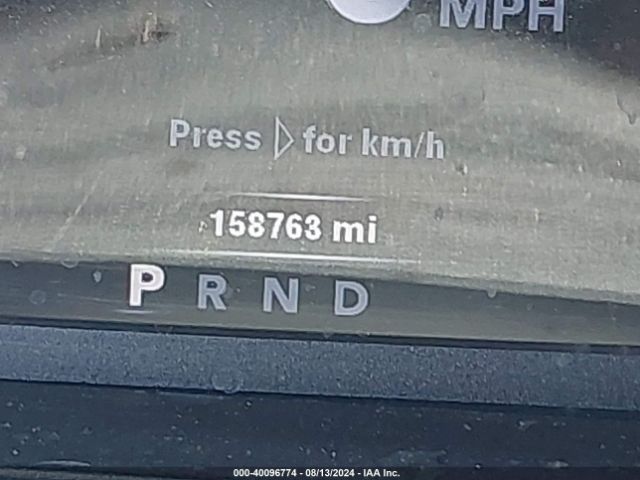 MPH
Press ▷ for km/h
158763 mi
P R N D
000-40096774 - 08/13/2024 - IAA Inc.